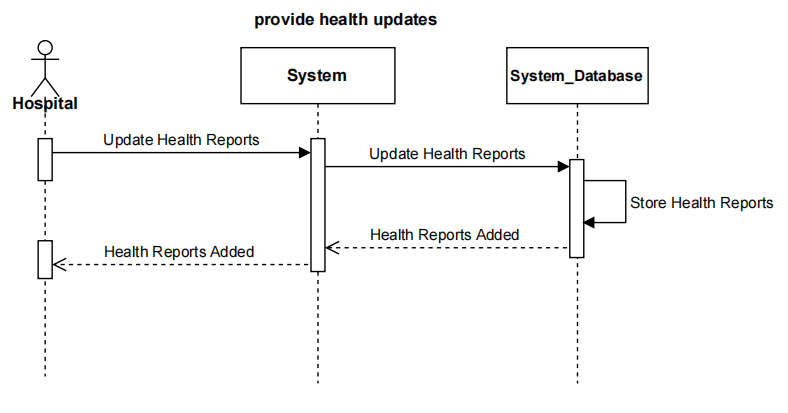 provide health updates
System
System_Database
Hospital
Update Health Reports
Update Health Reports
Store Health Reports
Health Reports Added
Health Reports Added